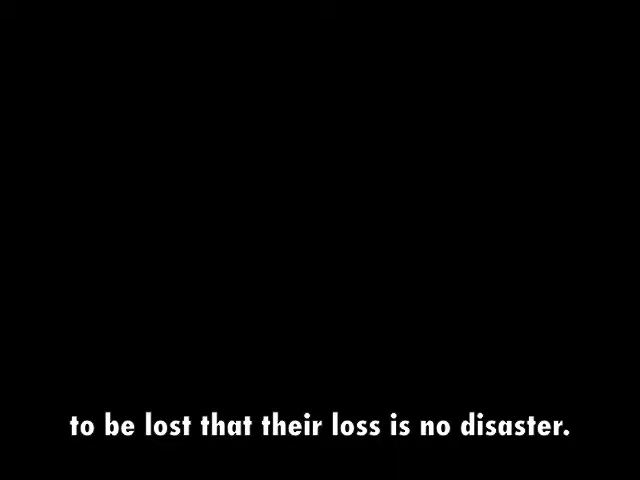 to be lost that their loss is no disaster.